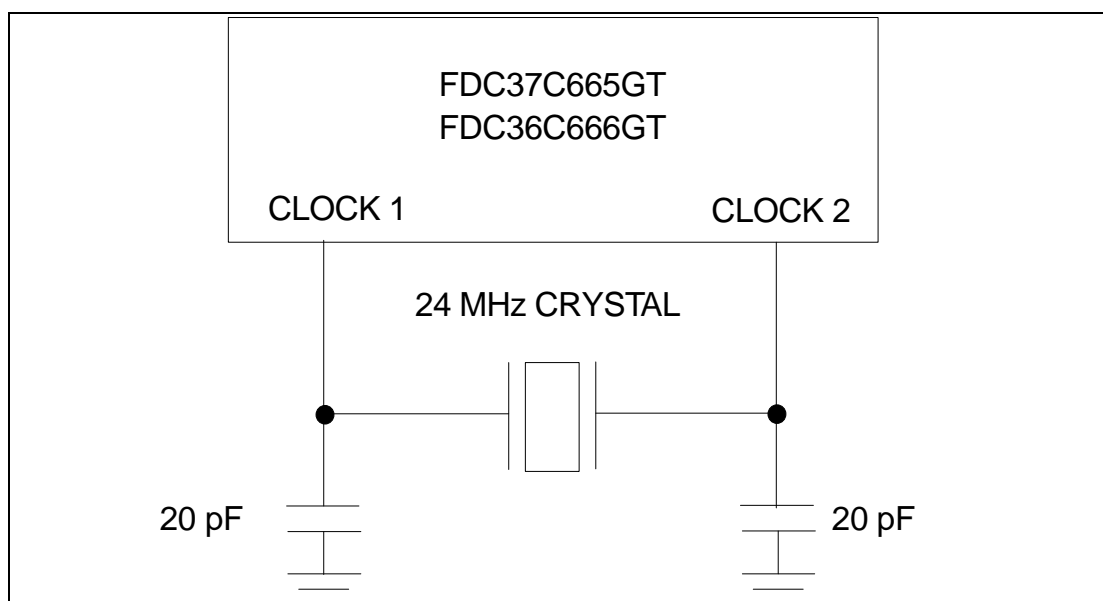 FDC37C665GT
FDC36C666GT
CLOCK 1
CLOCK 2
24 MHz CRYSTAL
20 pF
20 pF